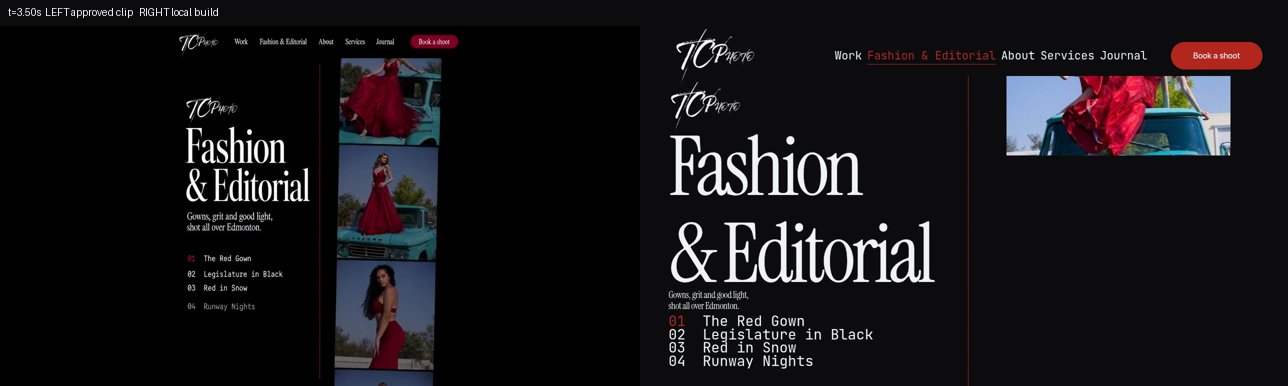 t=3.50s LEFT approved clip RIGHT local build
TCPHOTO Work Fashion & Editorial About Services Journal Book a shoot
TCPHOTO
Fashion
& Editorial
Gowns, grit and good light,
shot all over Edmonton.
01 The Red Gown
02 Legislature in Black
03 Red in Snow
04 Runway Nights
TCPHOTO Work Fashion & Editorial About Services Journal Book a shoot
TCPHOTO
Fashion
& Editorial
Gowns, grit and good light,
shot all over Edmonton.
01 The Red Gown
02 Legislature in Black
03 Red in Snow
04 Runway Nights